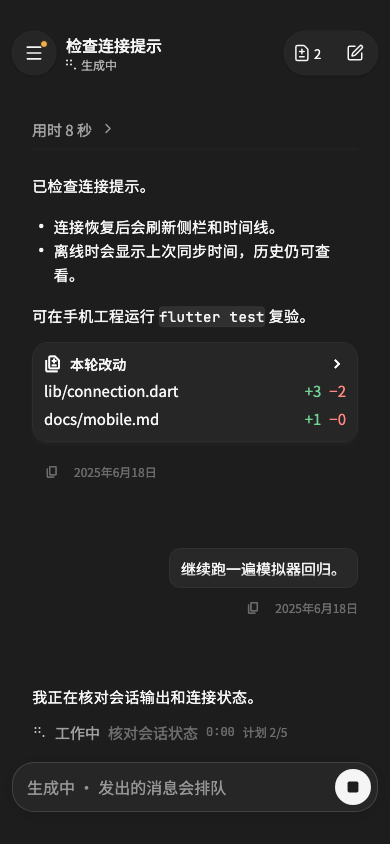 检查连接提示
生成中
2
用时 8 秒
已检查连接提示。
• 连接恢复后会刷新侧栏和时间线。
• 离线时会显示上次同步时间，历史仍可查
看。
可在手机工程运行 flutter test 复验。
本轮改动
lib/connection.dart +3 −2
docs/mobile.md +1 −0
2025年6月18日
继续跑一遍模拟器回归。
2025年6月18日
我正在核对会话输出和连接状态。
工作中 核对会话状态 0:00 计划 2/5
生成中 · 发出的消息会排队